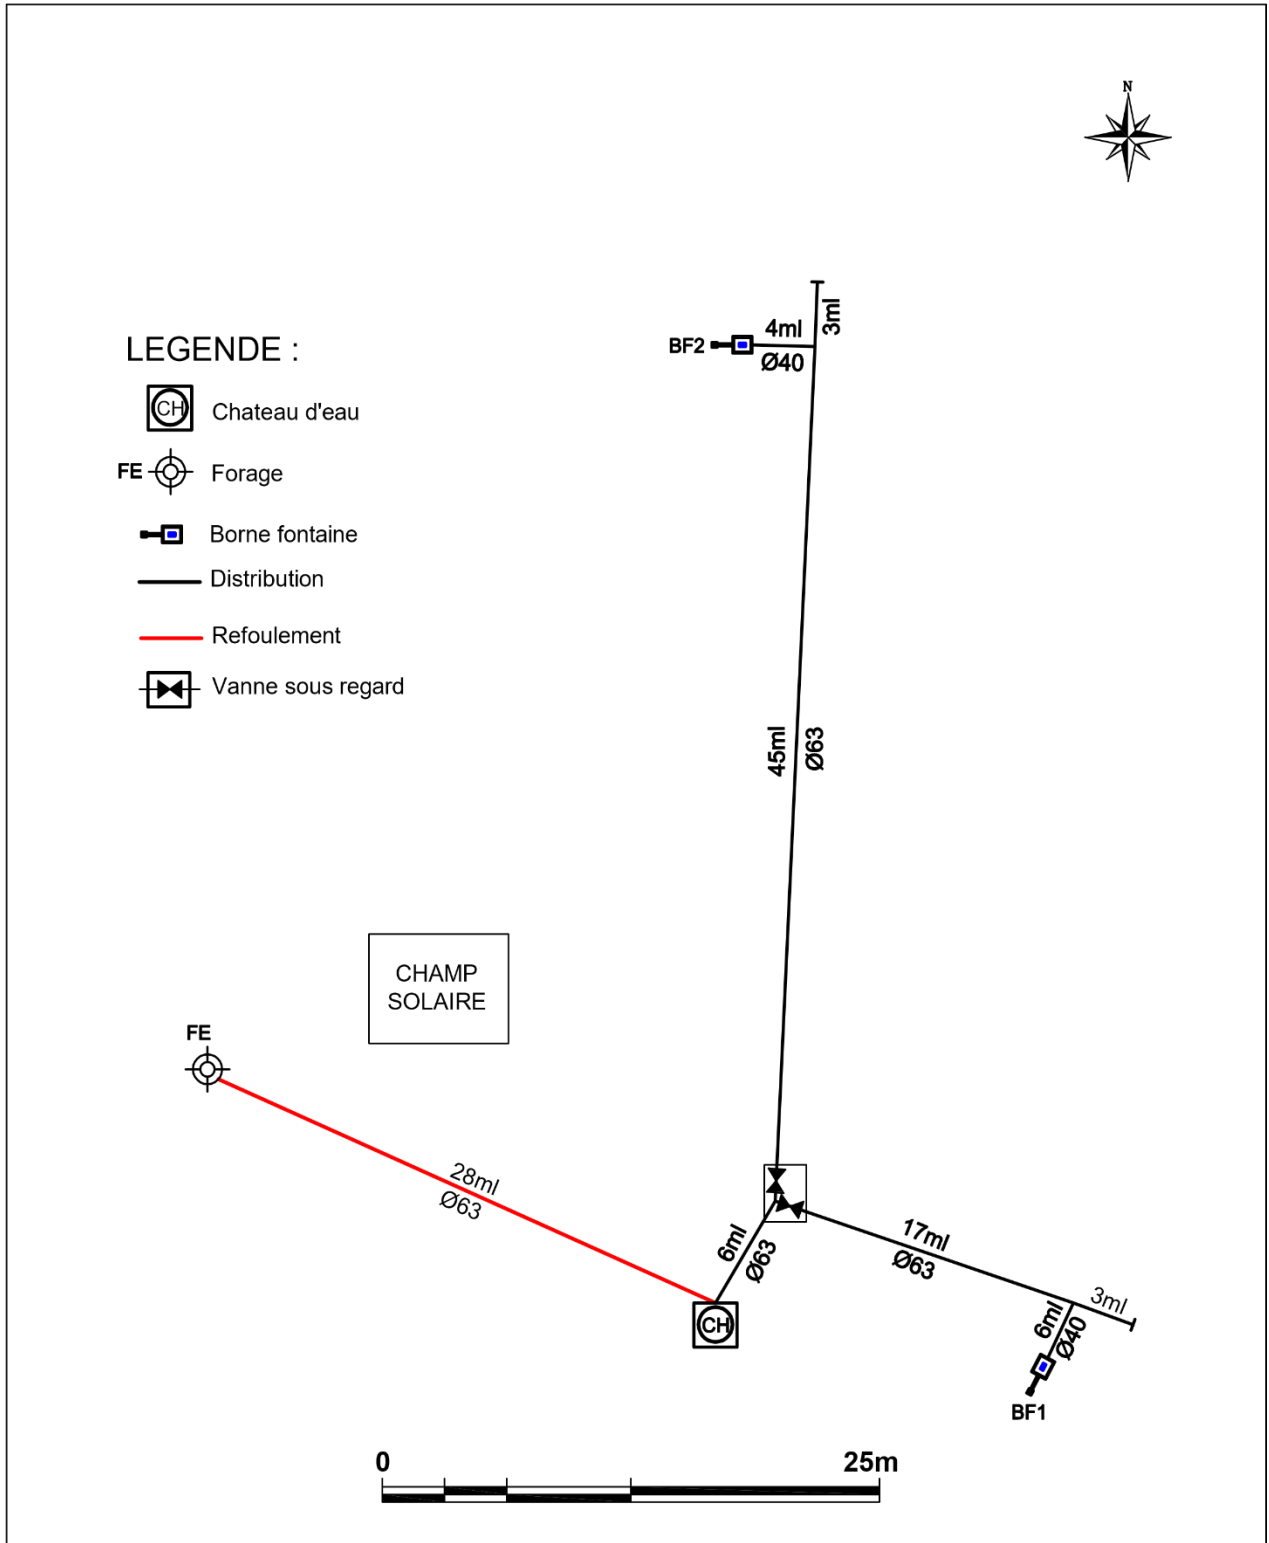 N
LEGENDE :
CH
Chateau d'eau
FE
Forage
Borne fontaine
Distribution
Refoulement
Vanne sous regard
3ml
4ml
BF2
Ø40
45ml
Ø63
CHAMP
SOLAIRE
FE
28ml
Ø63
6ml
Ø63
17ml
Ø63
3ml
6ml
Ø40
CH
BF1
0
25m